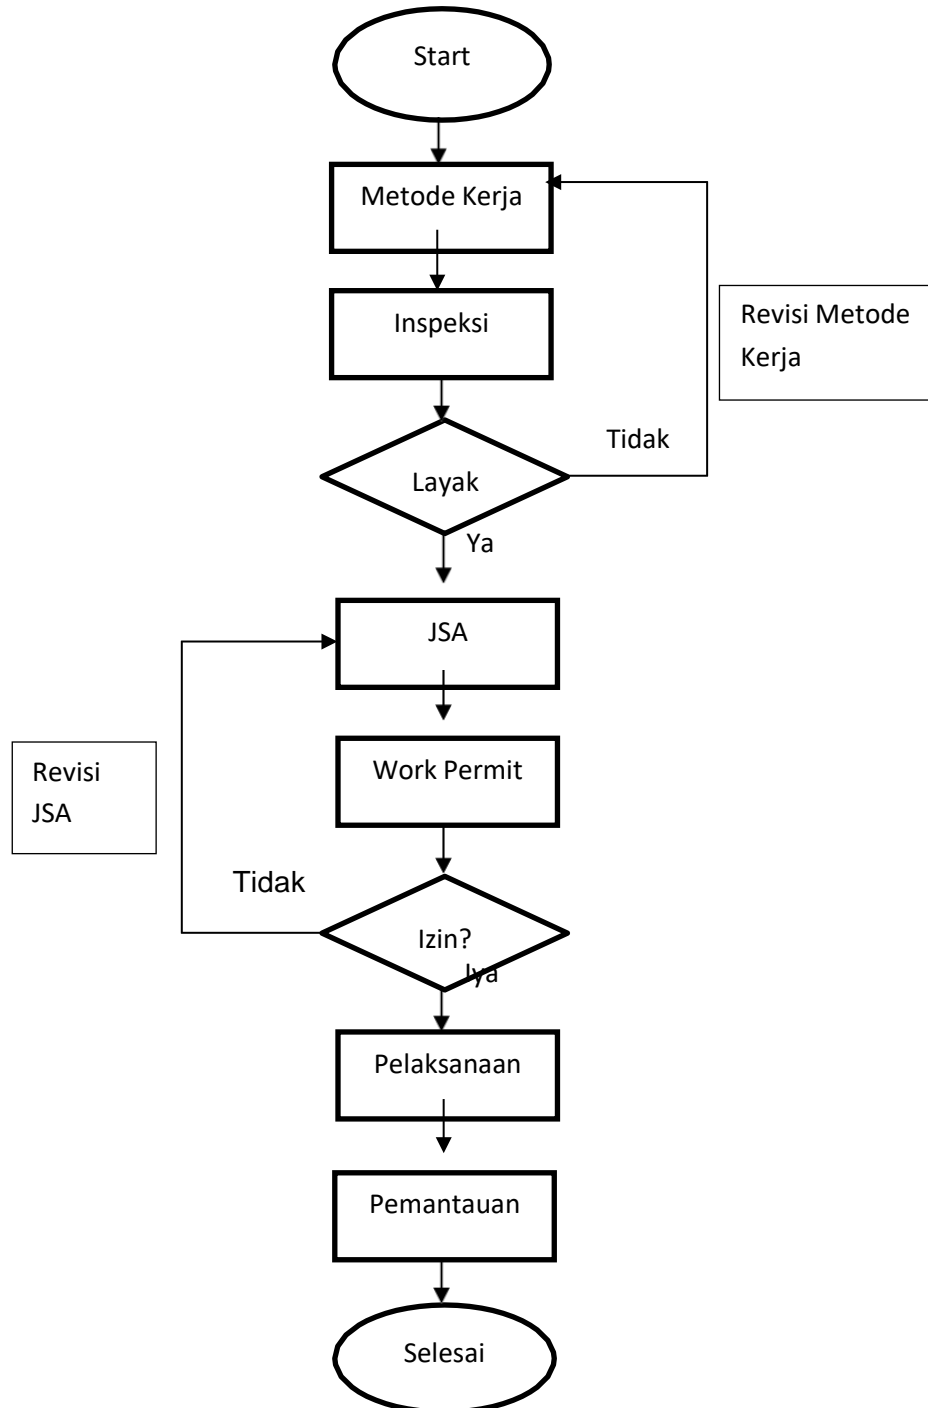 Start
Metode Kerja
Inspeksi
Revisi Metode
Kerja
Tidak
Layak
Ya
JSA
Work Permit
Revisi
JSA
Tidak
Izin?
Iya
Pelaksanaan
Pemantauan
Selesai